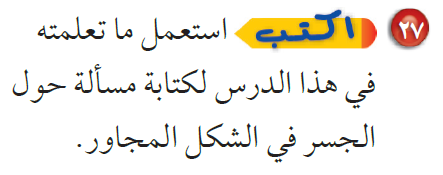 ٢٧ اكتب استعمل ما تعلمته
في هذا الدرس لكتابة مسألة حول
الجسر في الشكل المجاور.